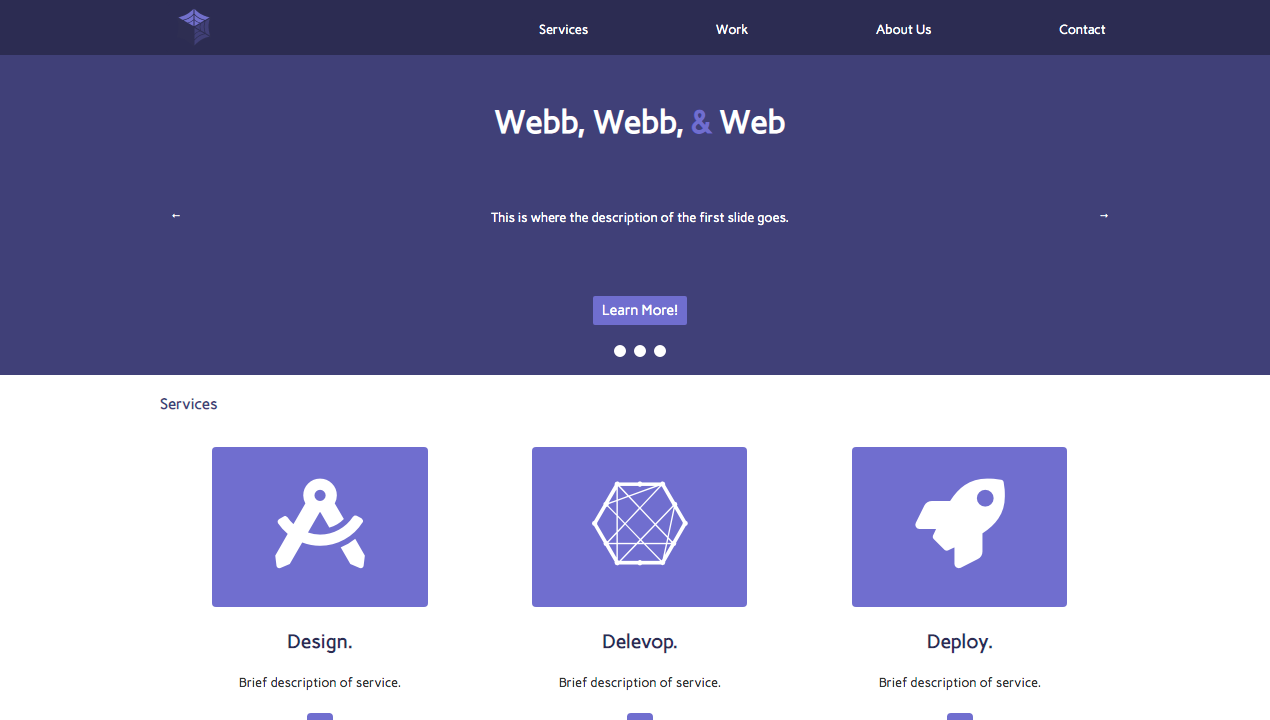 Services Work About Us Contact
Webb, Webb, & Web
← This is where the description of the first slide goes. →
Learn More!
Services
Design. Delevop. Deploy.
Brief description of service. Brief description of service. Brief description of service.